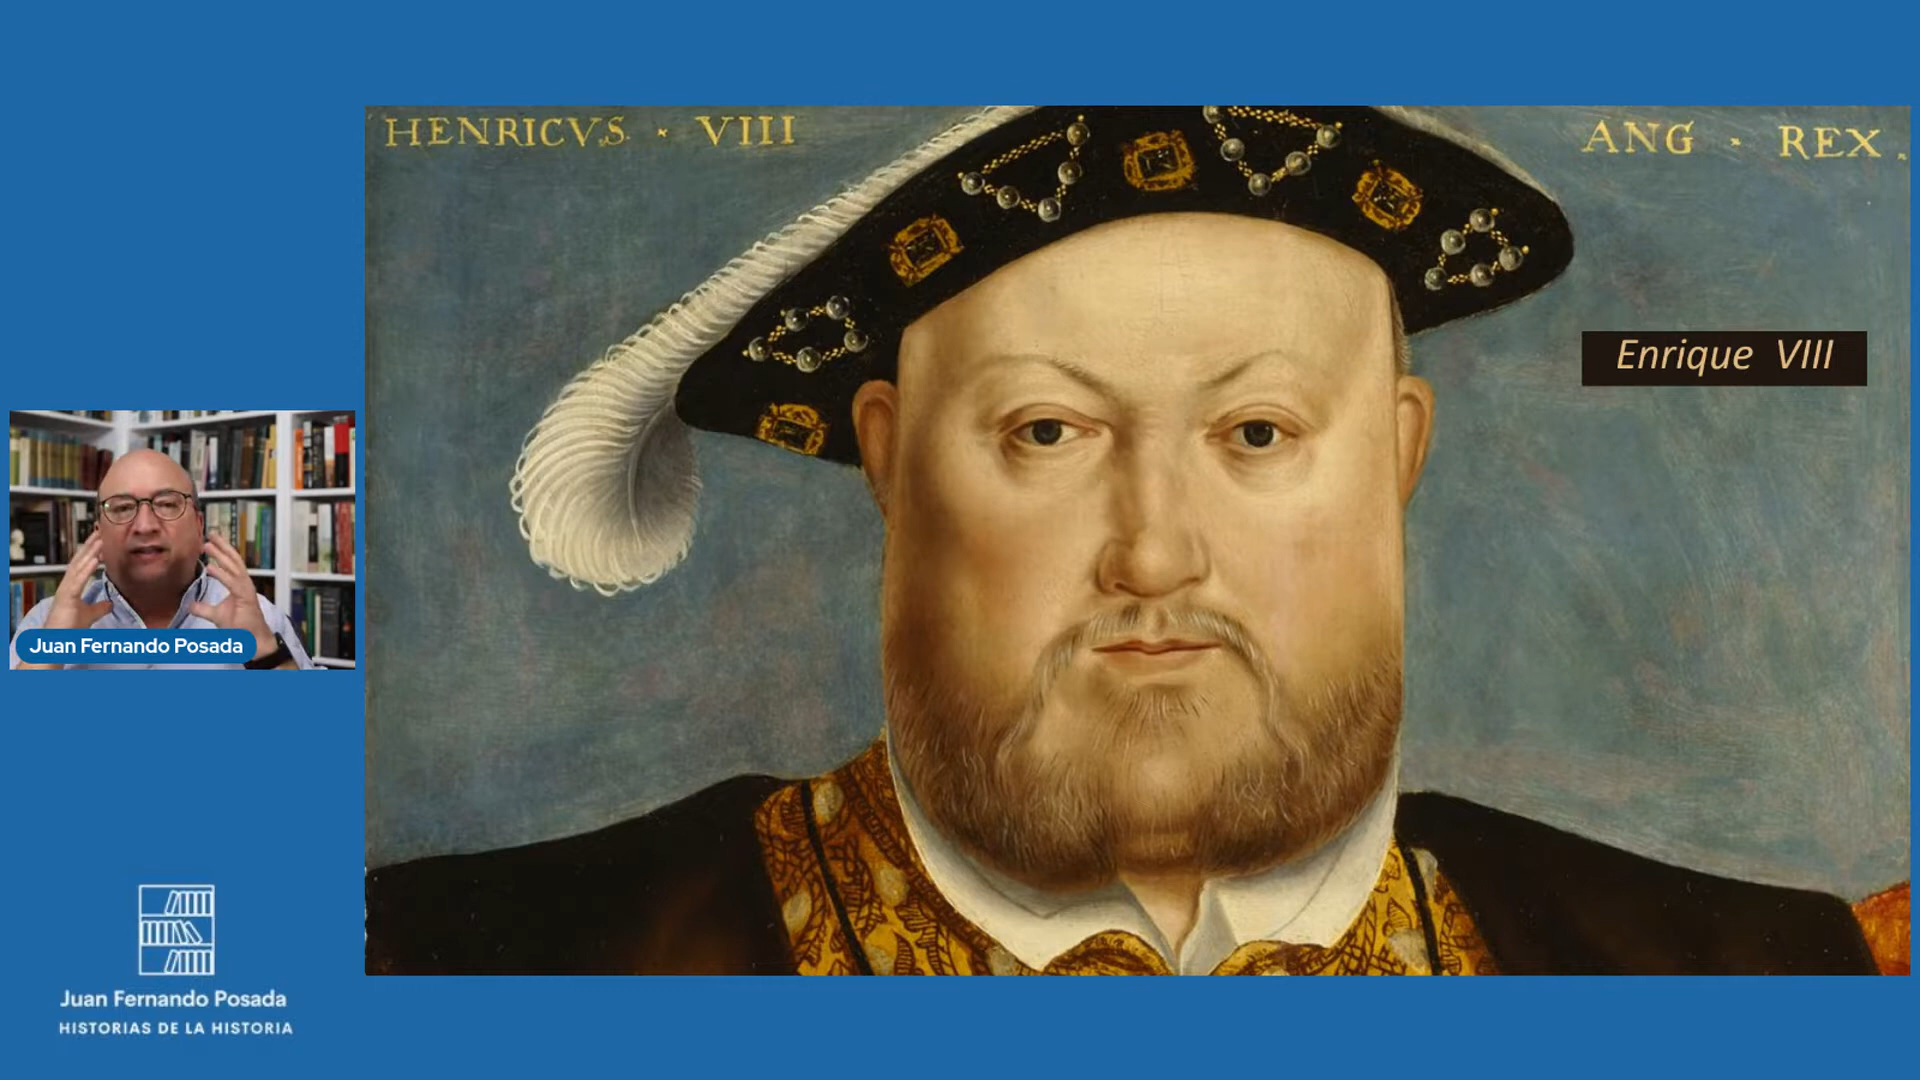 HENRICVS · VIII
ANG · REX
Enrique VIII
Juan Fernando Posada
Juan Fernando Posada
HISTORIAS DE LA HISTORIA